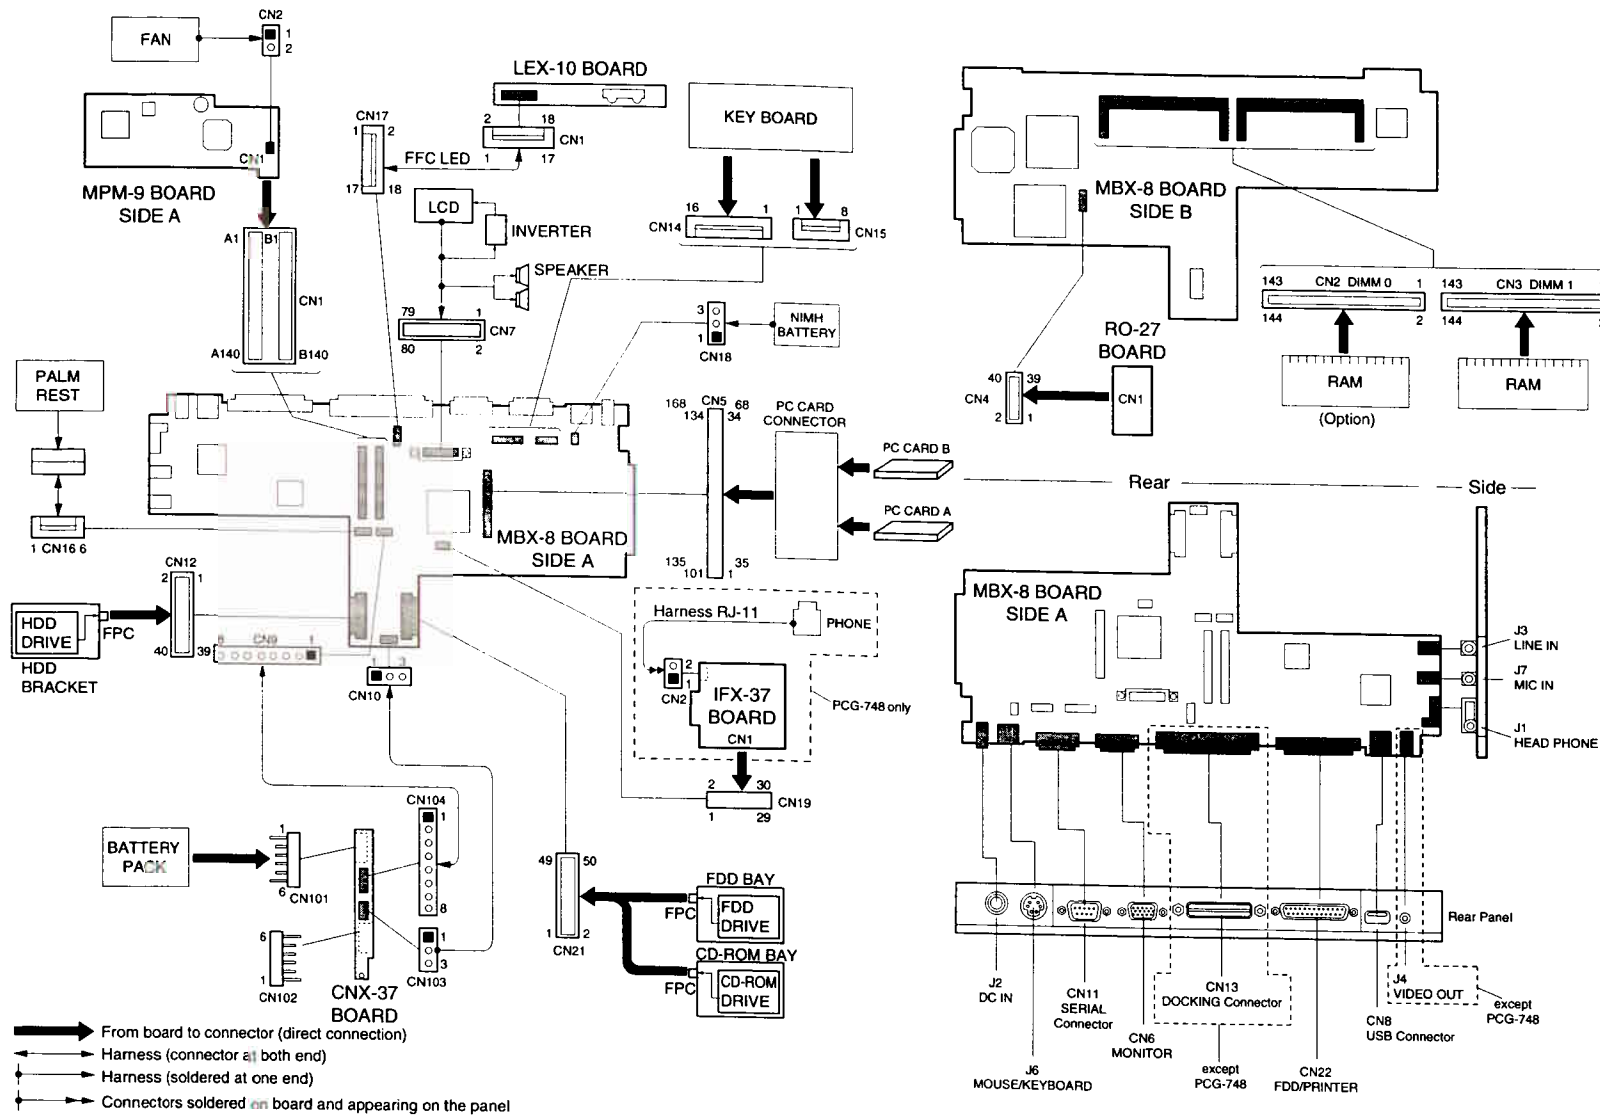 FAN
CN2
1
2
CN1
MPM-9 BOARD
SIDE A
A1 B1
CN1
A140 B140
CN17
1 2
17 18
FFC LED
LEX-10 BOARD
2 18
CN1
1 17
LCD
INVERTER
SPEAKER
79 1
CN7
80 2
KEY BOARD
16 1
CN14
1 8
CN15
3
1
CN18
NIMH
BATTERY
PALM
REST
1 CN16 6
MBX-8 BOARD
SIDE A
168 CN5 68
134 34
135 35
101 1
PC CARD
CONNECTOR
PC CARD B
PC CARD A
CN12
2 1
40 39
HDD
DRIVE
FPC
HDD
BRACKET
8 CN9 1
1 3
CN10
Harness RJ-11
PHONE
2
1
CN2
IFX-37
BOARD
CN1
PCG-748 only
2 30
CN19
1 29
BATTERY
PACK
1
6
CN101
6
1
CN102
CNX-37
BOARD
CN104
1
8
1
3
CN103
49 50
1 2
CN21
FDD BAY
FPC
FDD
DRIVE
CD-ROM BAY
FPC
CD-ROM
DRIVE
From board to connector (direct connection)
Harness (connector at both end)
Harness (soldered at one end)
Connectors soldered on board and appearing on the panel
MBX-8 BOARD
SIDE B
143 CN2 DIMM 0 1
144 2
143 CN3 DIMM 1
144
RAM
(Option)
RAM
RO-27
BOARD
CN1
40 39
CN4
2 1
Rear
Side
MBX-8 BOARD
SIDE A
J3
LINE IN
J7
MIC IN
J1
HEAD PHONE
Rear Panel
J2
DC IN
J6
MOUSE/KEYBOARD
CN11
SERIAL
Connector
CN6
MONITOR
CN13
DOCKING Connector
except
PCG-748
CN22
FDD/PRINTER
CN8
USB Connector
J4
VIDEO OUT
except
PCG-748